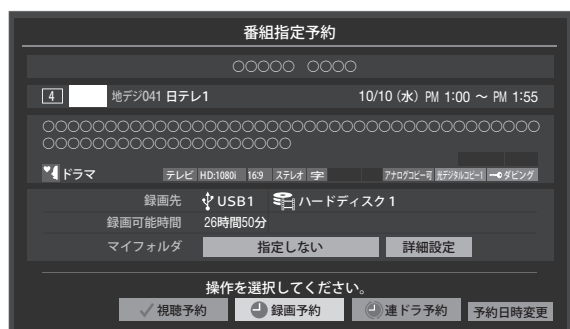 番組指定予約
○○○○○ ○○○○
4 地デジ041 日テレ1 10/10 (水) PM 1:00 ～ PM 1:55
○○○○○○○○○○○○○○○○○○○○○○○○○○○○○○○○○○○○○○○○
○○○○○○○○○○○○○○○○○○○○
ドラマ テレビ HD:1080i 16:9 ステレオ 字 アナログコピー可 光デジタルコピー1 ダビング
録画先 USB1 ハードディスク1
録画可能時間 26時間50分
マイフォルダ 指定しない 詳細設定
操作を選択してください。
視聴予約 録画予約 連ドラ予約 予約日時変更